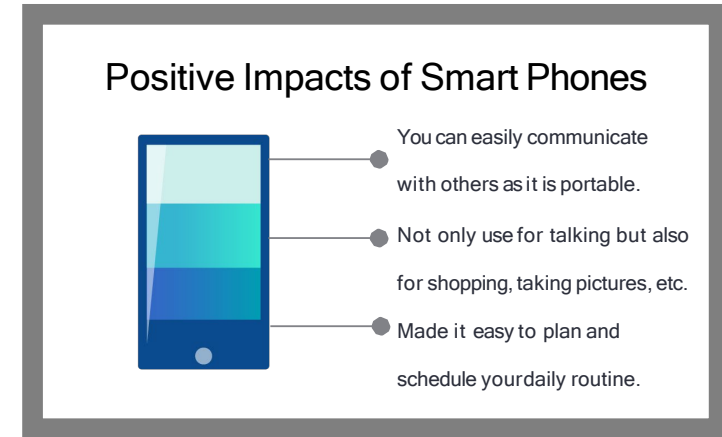 Positive Impacts of Smart Phones
You can easily communicate
with others as it is portable.
Not only use for talking but also
for shopping, taking pictures, etc.
Made it easy to plan and
schedule yourdaily routine.